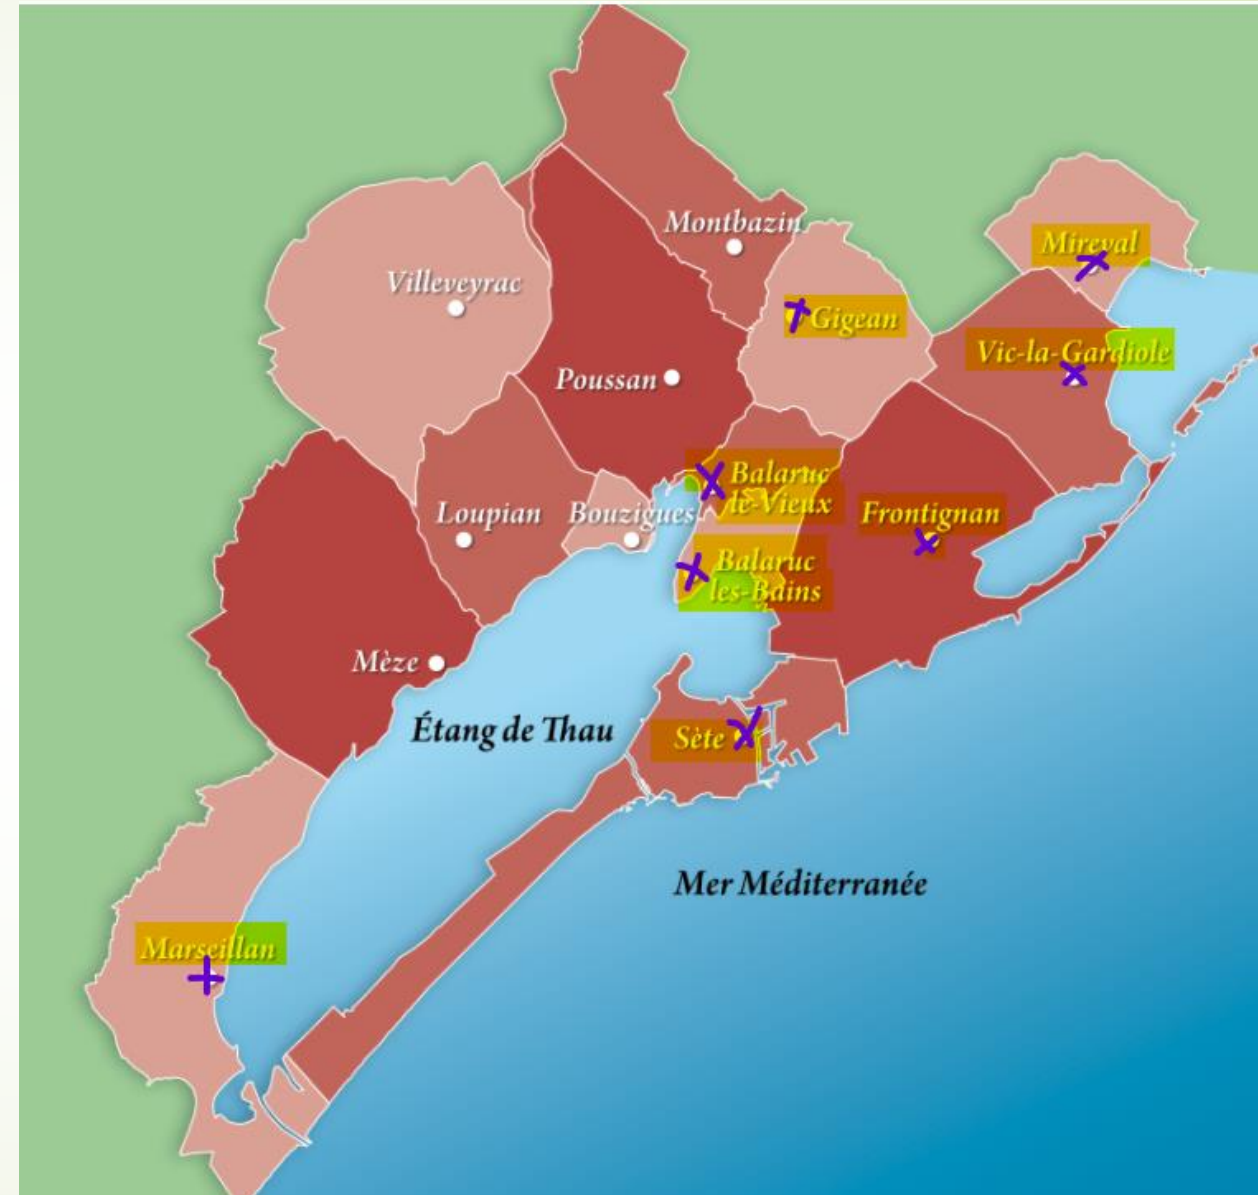 Montbazin
Mireval
Villeveyrac
Gigean
Vic-la-Gardiole
Poussan
Balaruc
le-Vieux
Loupian
Bouzigues
Frontignan
Balaruc
les-Bains
Mèze
Étang de Thau
Sète
Mer Méditerranée
Marseillan